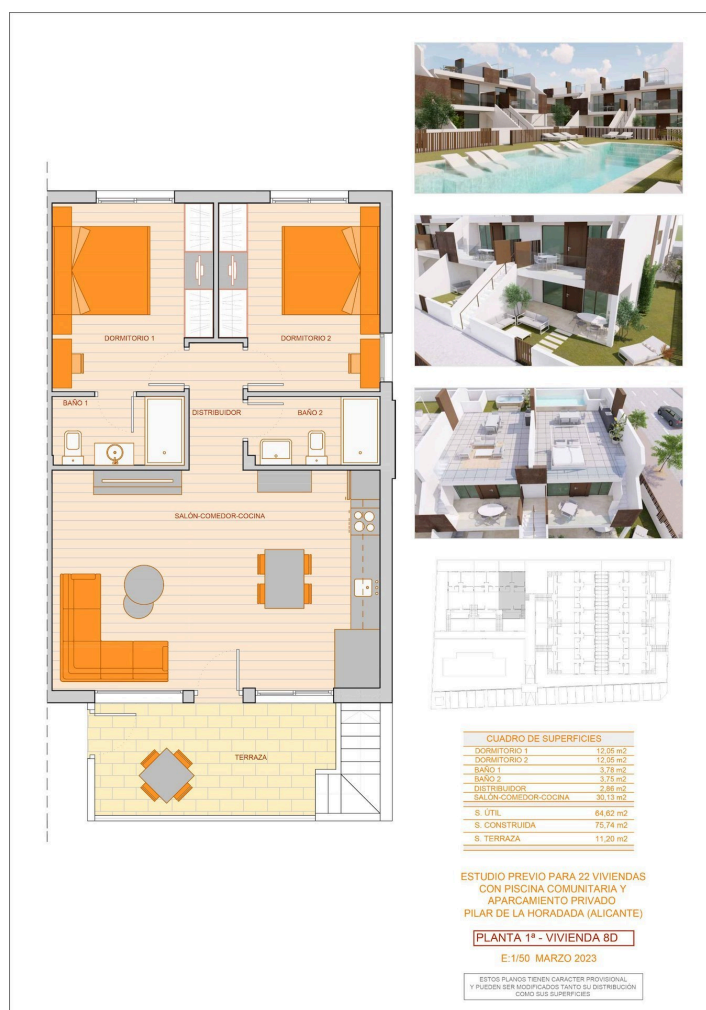 DORMITORIO 1
DORMITORIO 2
BAÑO 1
DISTRIBUIDOR
BAÑO 2
SALÓN-COMEDOR-COCINA
TERRAZA
CUADRO DE SUPERFICIES
DORMITORIO 1 12,05 m2
DORMITORIO 2 12,05 m2
BAÑO 1 3,78 m2
BAÑO 2 3,75 m2
DISTRIBUIDOR 2,86 m2
SALÓN-COMEDOR-COCINA 30,13 m2
S. ÚTIL 64,62 m2
S. CONSTRUIDA 75,74 m2
S. TERRAZA 11,20 m2
ESTUDIO PREVIO PARA 22 VIVIENDAS
CON PISCINA COMUNITARIA Y
APARCAMIENTO PRIVADO
PILAR DE LA HORADADA (ALICANTE)
PLANTA 1ª - VIVIENDA 8D
E:1/50 MARZO 2023
ESTOS PLANOS TIENEN CARACTER PROVISIONAL
Y PUEDEN SER MODIFICADOS TANTO SU DISTRIBUCIÓN
COMO SUS SUPERFICIES